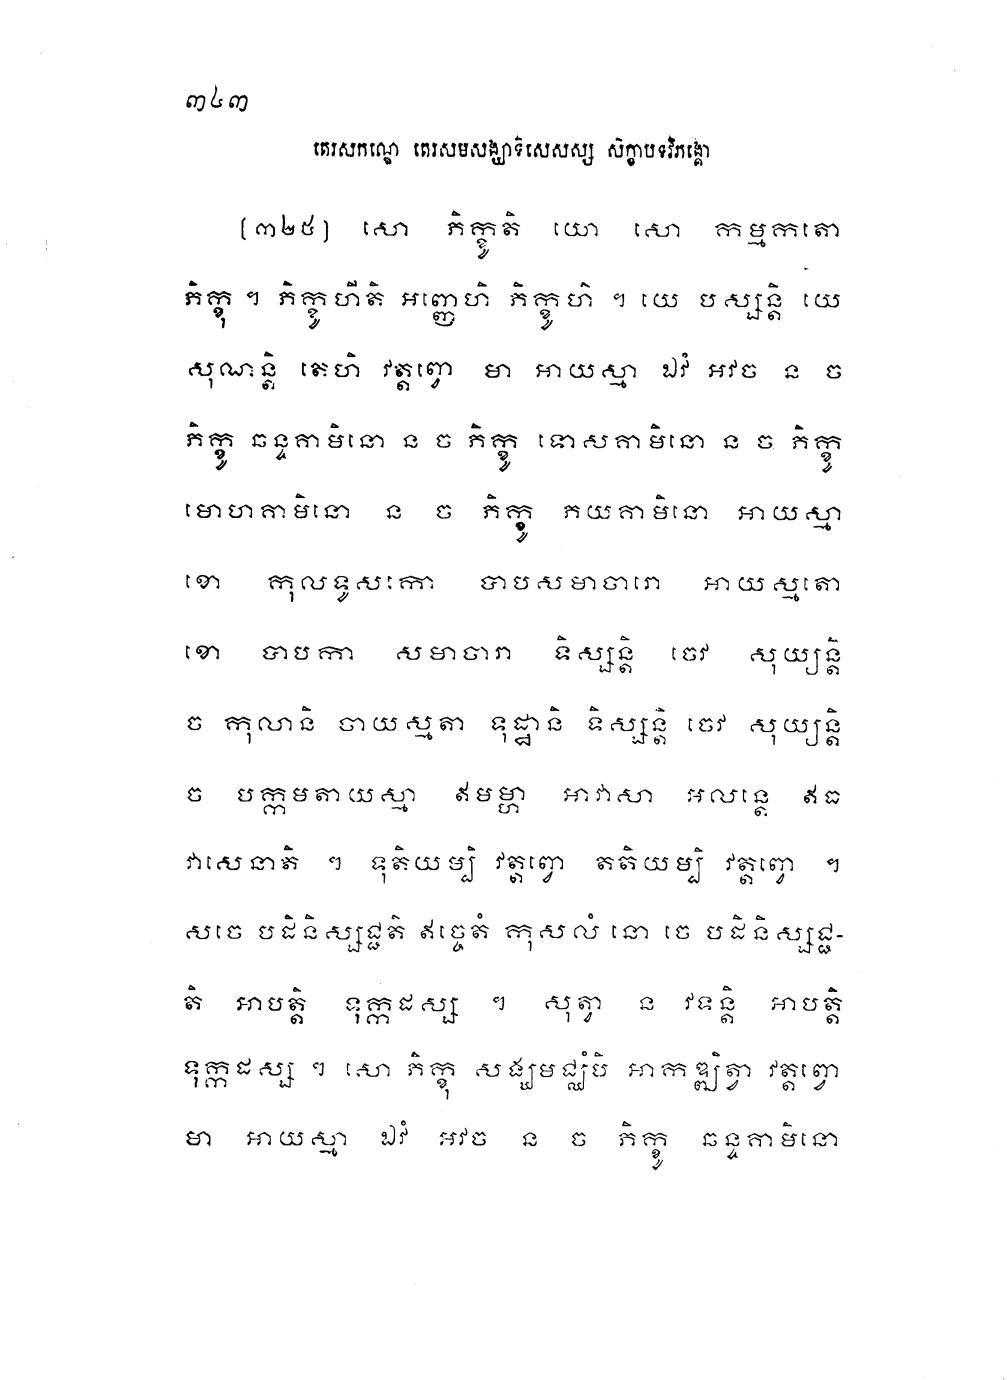 ៣៤៣
តេរសកណ្ឌេ តេរសមសង្ឃាទិសេសស្ស សិក្ខាបទវិភង្គោ
[៣២៥] សោ ភិក្ខូតិ យោ សោ កម្មកតោ
ភិក្ខុ ។ ភិក្ខូហីតិ អញ្ញេហិ ភិក្ខូហិ ។ យេ បស្សន្តិ យេ
សុណន្តិ តេហិ វត្តព្វោ មា អាយស្មា ឯវំ អវច ន ច
ភិក្ខូ ឆន្ទគាមិនោ ន ច ភិក្ខូ ទោសគាមិនោ ន ច ភិក្ខូ
មោហគាមិនោ ន ច ភិក្ខូ ភយគាមិនោ អាយស្មា
ខោ កុលទូសកោ បាបសមាចារោ អាយស្មតោ
ខោ បាបកា សមាចារា ទិស្សន្តិ ចេវ សុយ្យន្តិ
ច កុលានិ ចាយស្មតា ទុដ្ឋានិ ទិស្សន្តិ ចេវ សុយ្យន្តិ
ច បក្កមតាយស្មា ឥមម្ហា អាវាសា អលន្តេ ឥធ
វាសេនាតិ ។ ទុតិយម្បិ វត្តព្វោ តតិយម្បិ វត្តព្វោ ។
សចេ បដិនិស្សជ្ជតិ ឥច្ចេតំ កុសលំ នោ ចេ បដិនិស្សជ្ជ-
តិ អាបត្តិ ទុក្កដស្ស ។ សុត្វា ន វទន្តិ អាបត្តិ
ទុក្កដស្ស ។ សោ ភិក្ខុ សង្ឃមជ្ឈំបិ អាកឌ្ឍិត្វា វត្តព្វោ
មា អាយស្មា ឯវំ អវច ន ច ភិក្ខូ ឆន្ទគាមិនោ